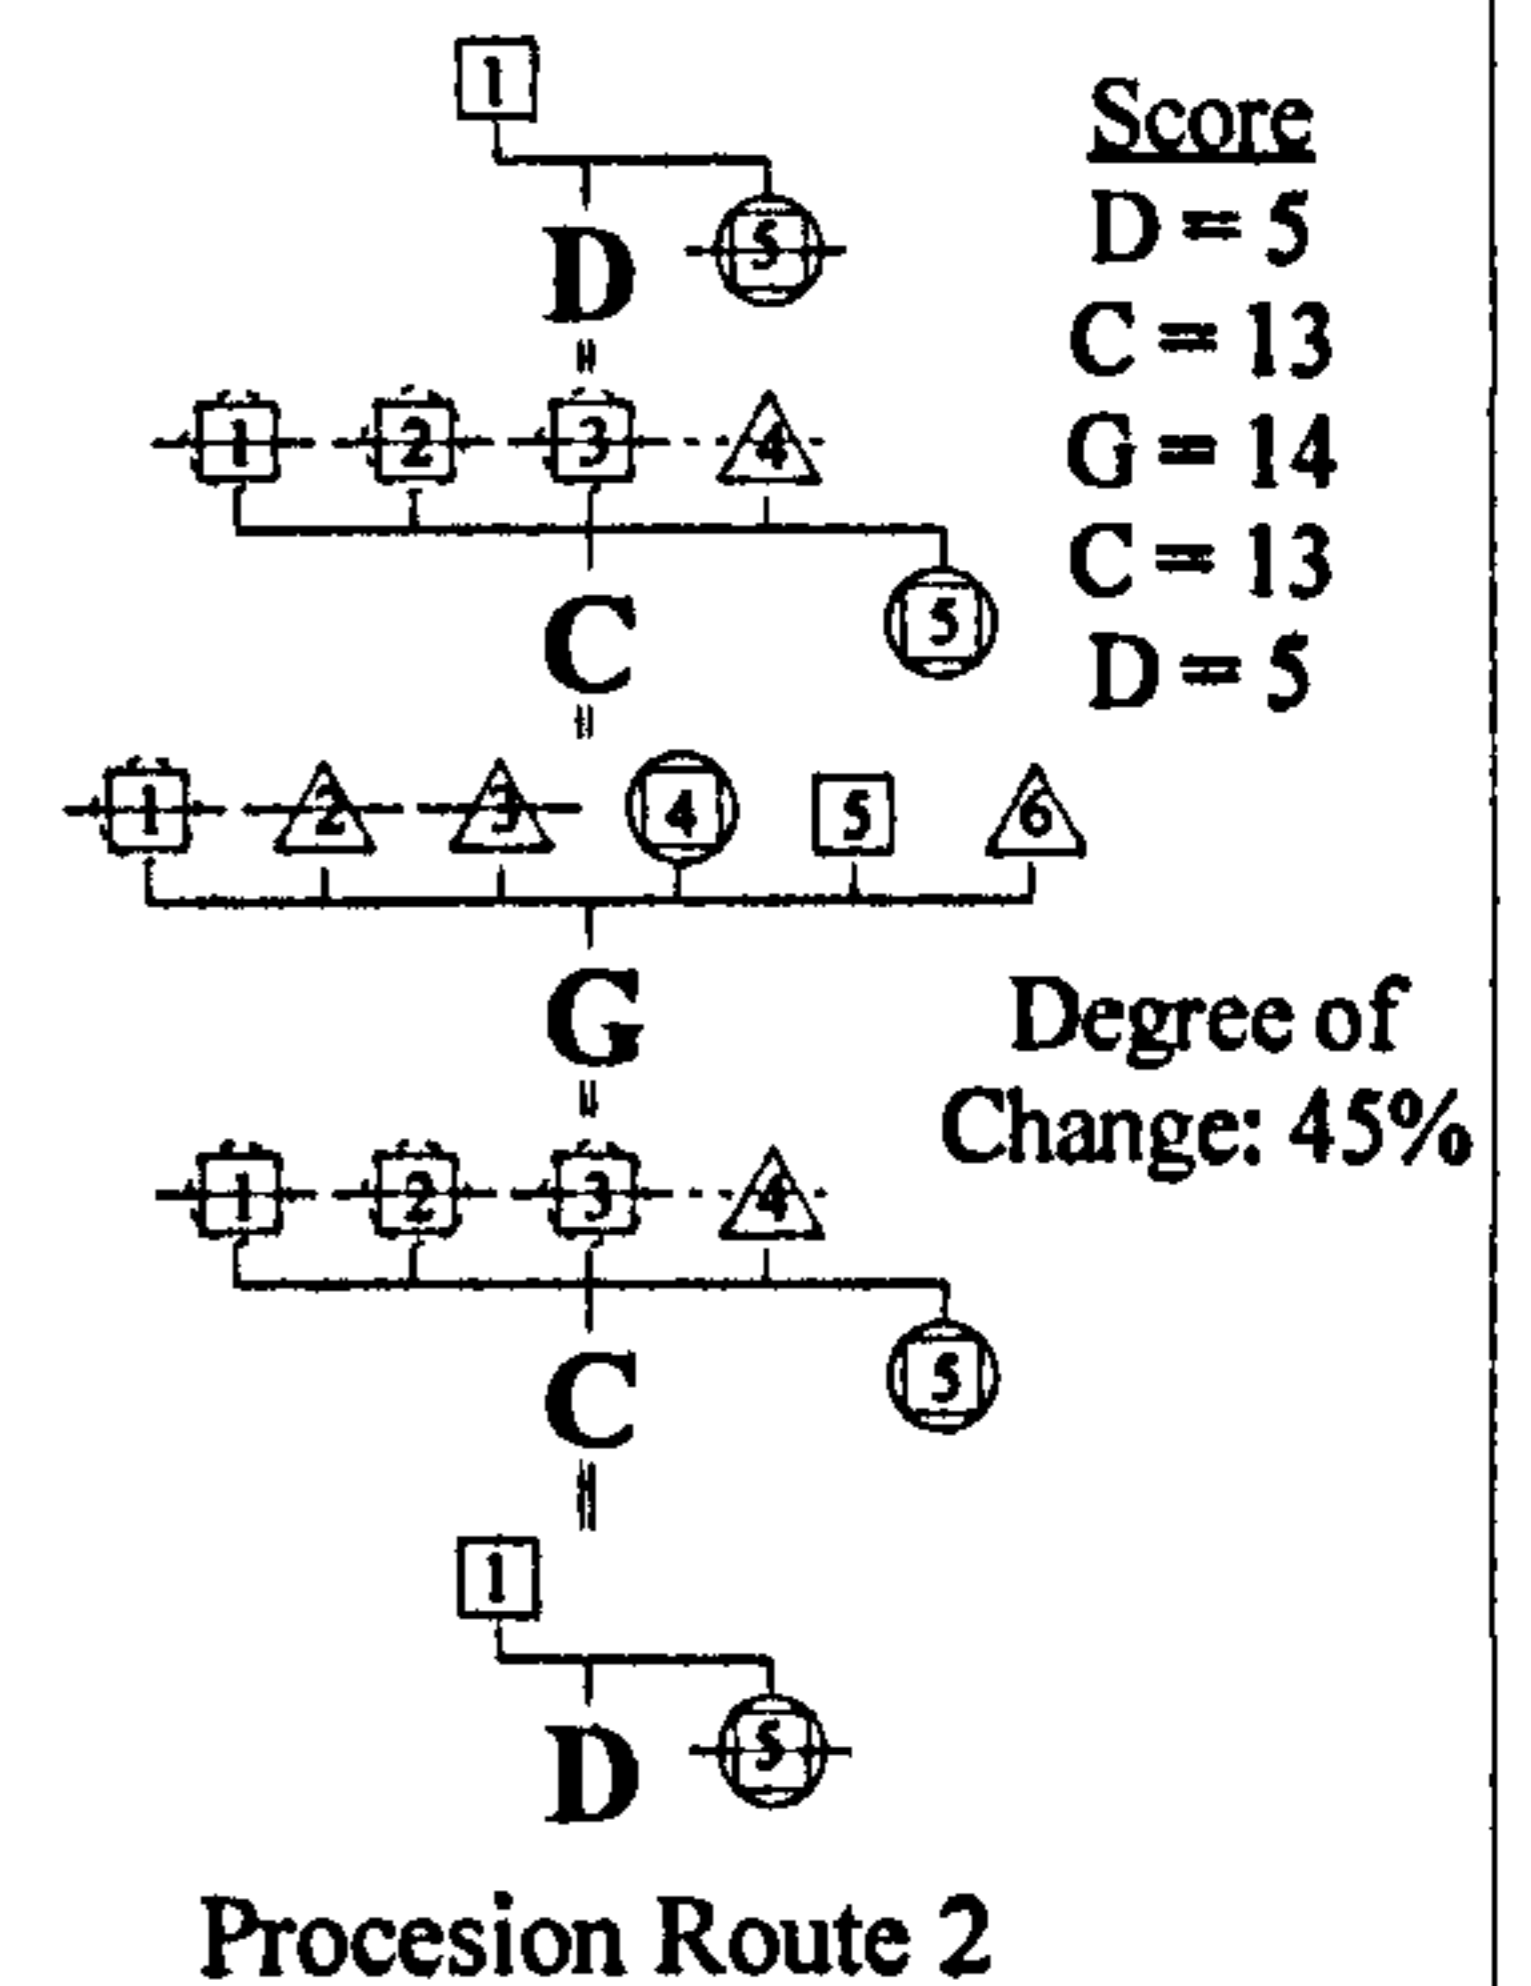 1
D 5
1 2 3 4
C 5
1 2 3 4 5 6
G
1 2 3 4
C 5
1
D 5
Score
D = 5
C = 13
G = 14
C = 13
D = 5
Degree of
Change: 45%
Procesion Route 2